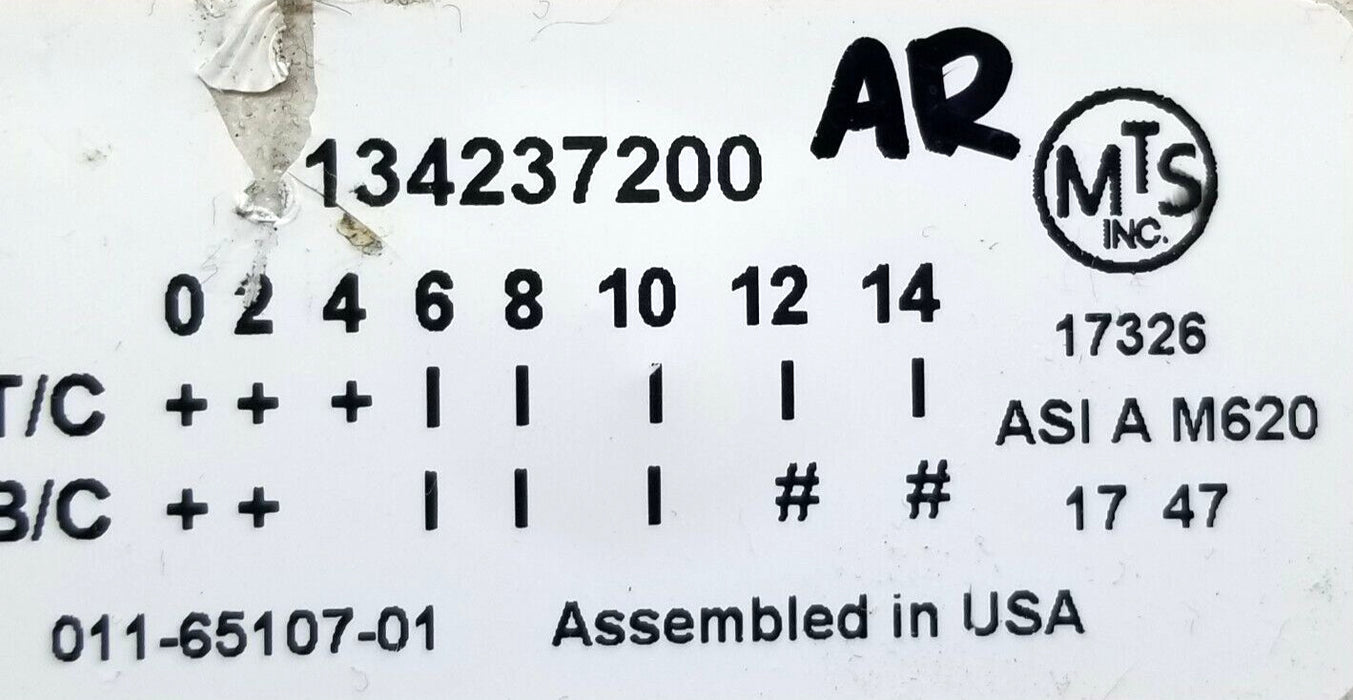 AR
134237200
MTS
INC.
0 2 4 6 8 10 12 14
17326
T/C + + + | | | | |
ASI A M620
B/C + + | | | # #
17 47
011-65107-01
Assembled in USA